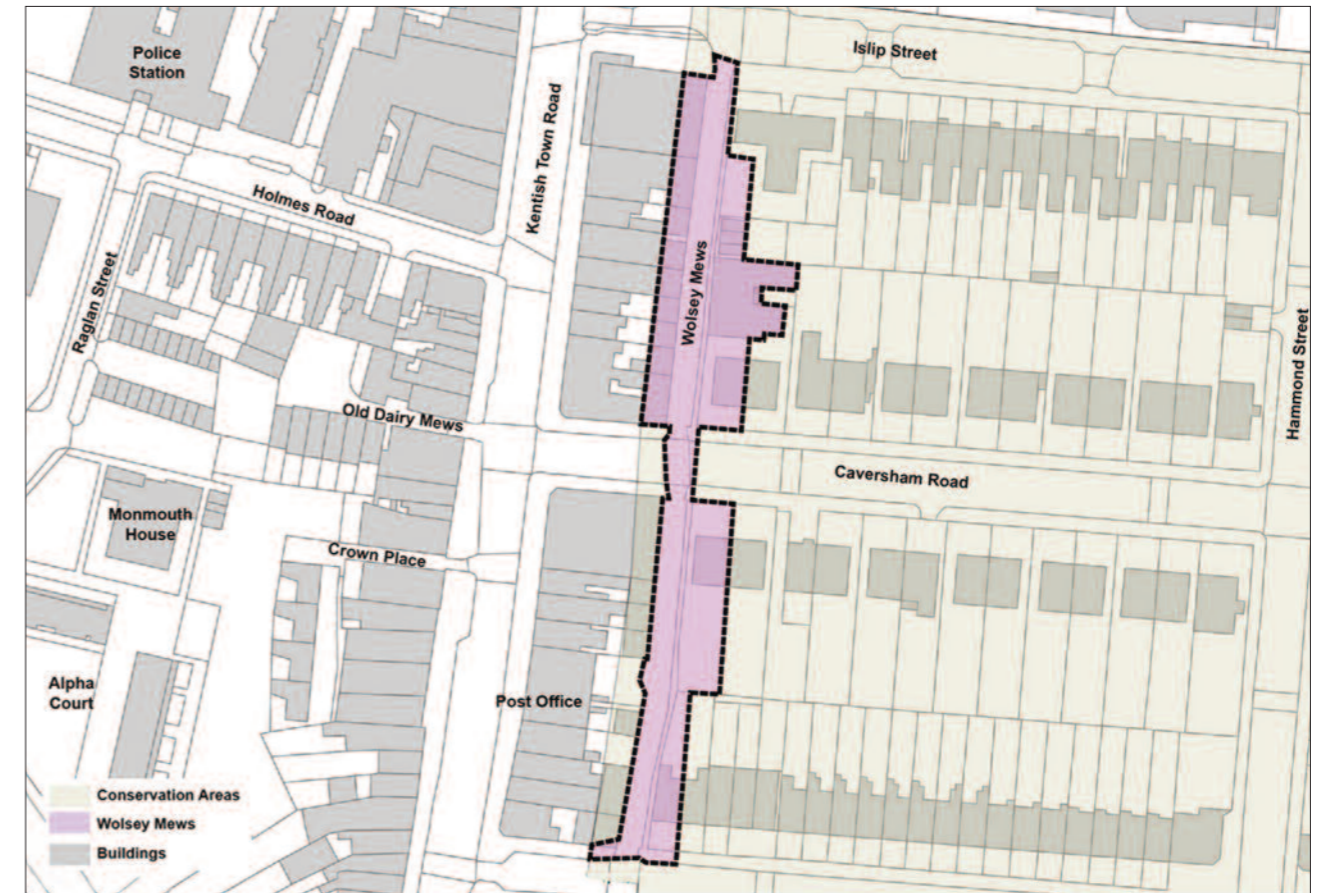 Police
Station
Islip Street
Kentish Town Road
Holmes Road
Raglan Street
Wolsey Mews
Hammond Street
Old Dairy Mews
Caversham Road
Monmouth
House
Crown Place
Alpha
Court
Post Office
Conservation Areas
Wolsey Mews
Buildings